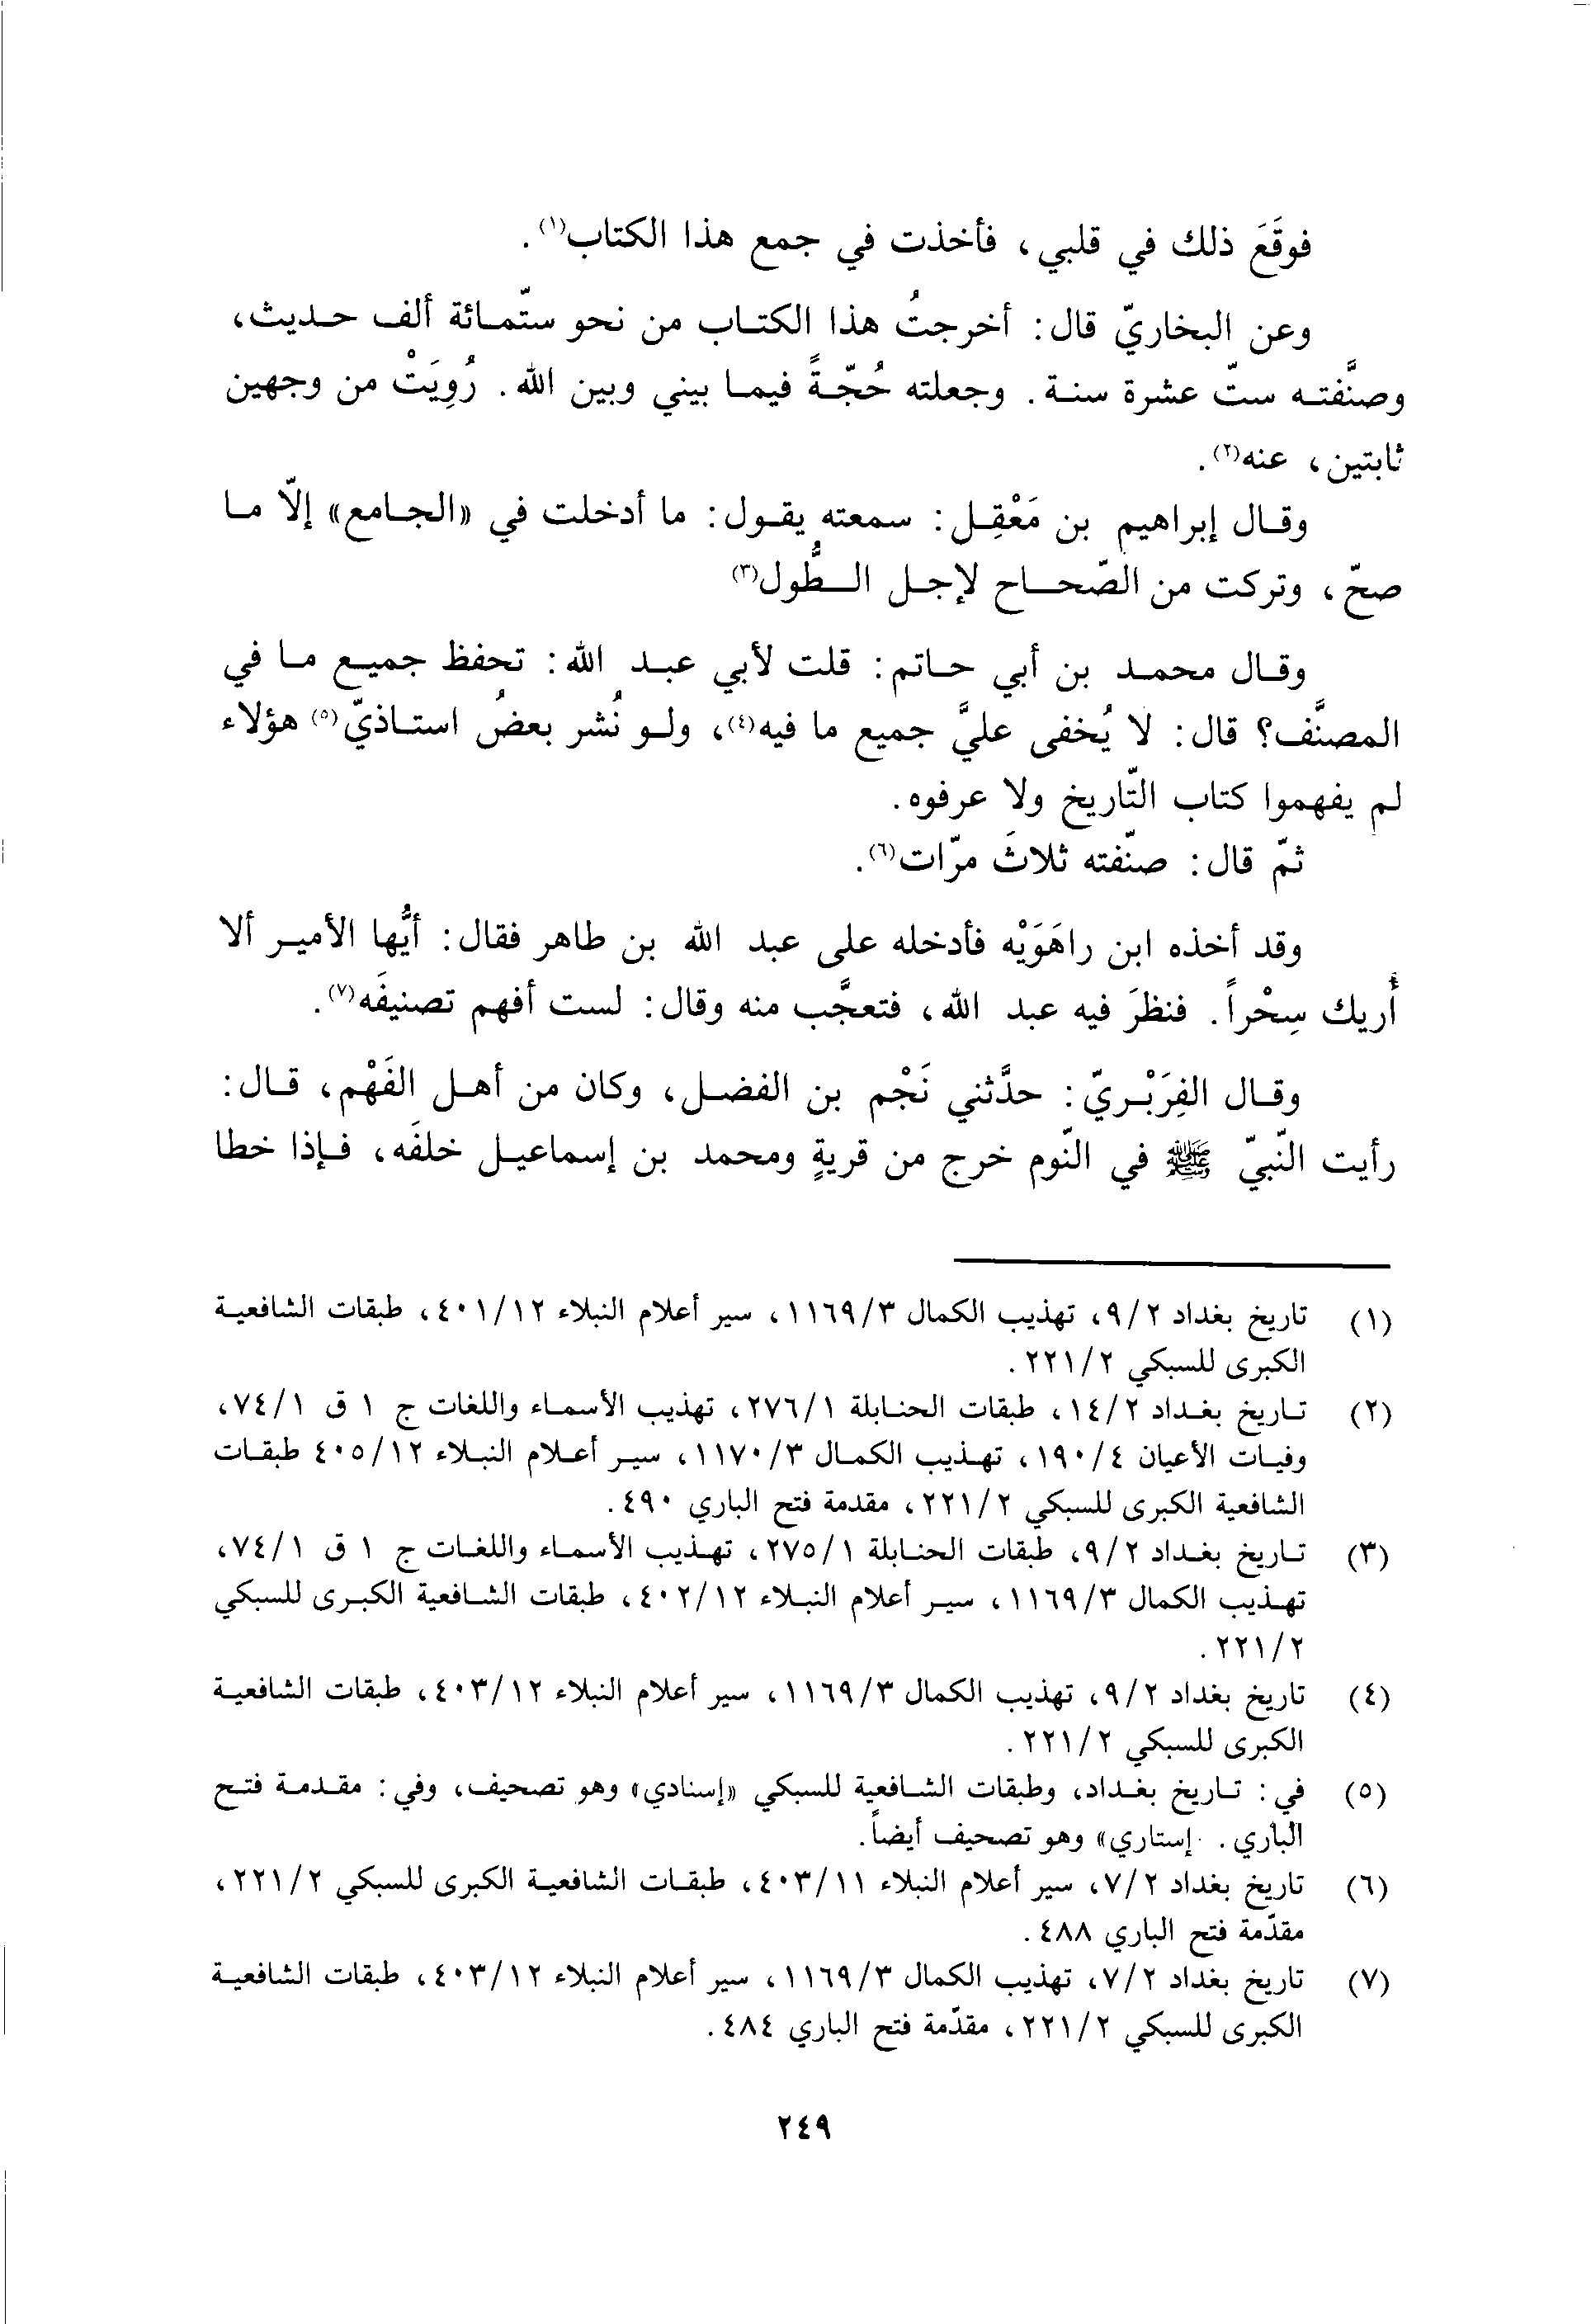 فوقَعَ ذلك في قلبي، فأخذت في جمع هذا الكتاب(١).
وعن البخاريّ قال: أخرجتُ هذا الكتاب من نحو ستّمائة ألف حديث،
وصنَّفته ستّ عشرة سنة. وجعلته حُجّةً فيما بيني وبين الله. رُوِيَتْ من وجهين
ثابتين، عنه(٢).
وقال إبراهيم بن مَعْقِل: سمعته يقول: ما أدخلت في «الجامع» إلّا ما
صحّ، وتركت من الصّحاح لإجل الطُّول(٣)
وقال محمد بن أبي حاتم: قلت لأبي عبد الله: تحفظ جميع ما في
المصنَّف؟ قال: لا يُخفى عليَّ جميع ما فيه(٤)، ولو نُشر بعضُ استاذيّ(٥) هؤلاء
لم يفهموا كتاب التّاريخ ولا عرفوه.
ثمّ قال: صنّفته ثلاثَ مرّات(٦).
وقد أخذه ابن راهَوَيْه فأدخله على عبد الله بن طاهر فقال: أيُّها الأمير ألا
أُريك سِحْراً. فنظرَ فيه عبد الله، فتعجَّب منه وقال: لست أفهم تصنيفَه(٧).
وقال الفِرَبْريّ: حدَّثني نَجْم بن الفضل، وكان من أهل الفَهْم، قال:
رأيت النّبيّ ﷺ في النّوم خرج من قريةٍ ومحمد بن إسماعيل خلفَه، فإذا خطا
(١) تاريخ بغداد ٩/٢، تهذيب الكمال ١١٦٩/٣، سير أعلام النبلاء ٤٠١/١٢، طبقات الشافعية
الكبرى للسبكي ٢٢١/٢.
(٢) تاريخ بغداد ١٤/٢، طبقات الحنابلة ٢٧٦/١، تهذيب الأسماء واللغات ج ١ ق ٧٤/١،
وفيات الأعيان ١٩٠/٤، تهذيب الكمال ١١٧٠/٣، سير أعلام النبلاء ٤٠٥/١٢ طبقات
الشافعية الكبرى للسبكي ٢٢١/٢، مقدمة فتح الباري ٤٩٠.
(٣) تاريخ بغداد ٩/٢، طبقات الحنابلة ٢٧٥/١، تهذيب الأسماء واللغات ج ١ ق ٧٤/١،
تهذيب الكمال ١١٦٩/٣، سير أعلام النبلاء ٤٠٢/١٢، طبقات الشافعية الكبرى للسبكي
٢٢١/٢.
(٤) تاريخ بغداد ٩/٢، تهذيب الكمال ١١٦٩/٣، سير أعلام النبلاء ٤٠٣/١٢، طبقات الشافعية
الكبرى للسبكي ٢٢١/٢.
(٥) في: تاريخ بغداد، وطبقات الشافعية للسبكي «إسنادي» وهو تصحيف، وفي: مقدمة فتح
الباري. إستاري» وهو تصحيف أيضاً.
(٦) تاريخ بغداد ٧/٢، سير أعلام النبلاء ٤٠٣/١١، طبقات الشافعية الكبرى للسبكي ٢٢١/٢،
مقدّمة فتح الباري ٤٨٨.
(٧) تاريخ بغداد ٧/٢، تهذيب الكمال ١١٦٩/٣، سير أعلام النبلاء ٤٠٣/١٢، طبقات الشافعية
الكبرى للسبكي ٢٢١/٢، مقدّمة فتح الباري ٤٨٤.
٢٤٩